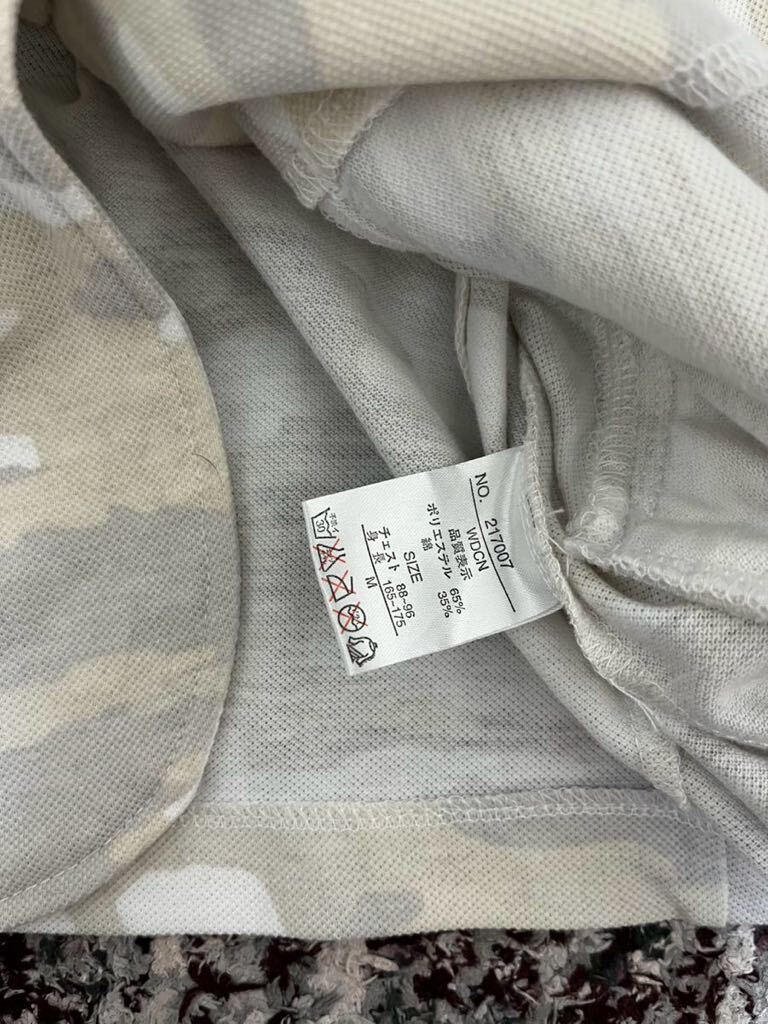 NO. 217007
WDCN
品質表示
ポリエステル 65%
綿 35%
SIZE
チェスト 88~96
身長 165~175
M
30